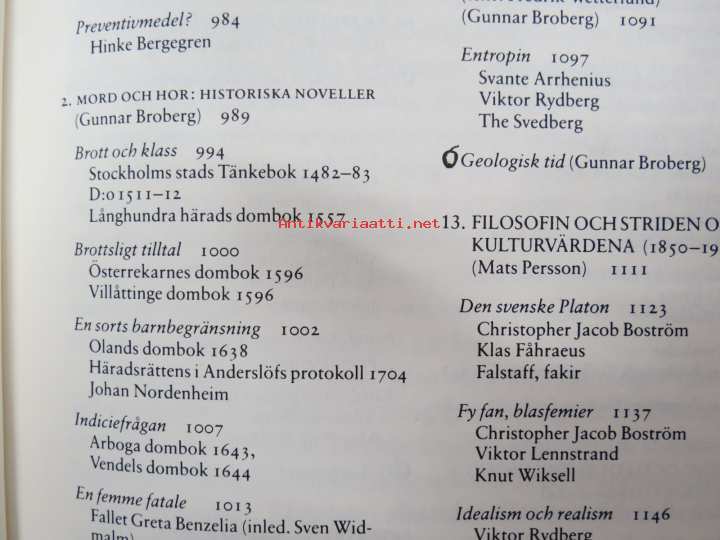 Preventivmedel? 984
Hinke Bergegren
2. MORD OCH HOR: HISTORISKA NOVELLER
(Gunnar Broberg) 989
Brott och klass 994
Stockholms stads Tänkebok 1482–83
D:o 1511–12
Långhundra härads dombok 1557
Brottsligt tilltal 1000
Österrekarnes dombok 1596
Villåttinge dombok 1596
En sorts barnbegränsning 1002
Olands dombok 1638
Häradsrättens i Anderslöfs protokoll 1704
Johan Nordenheim
Indiciefrågan 1007
Arboga dombok 1643,
Vendels dombok 1644
En femme fatale 1013
Fallet Greta Benzelia (inled. Sven Wid-
malm)
(Gunnar Broberg) 1091
Entropin 1097
Svante Arrhenius
Viktor Rydberg
The Svedberg
Geologisk tid (Gunnar Broberg)
13. FILOSOFIN OCH STRIDEN O
KULTURVÄRDENA (1850–19
(Mats Persson) 1111
Den svenske Platon 1123
Christopher Jacob Boström
Klas Fåhraeus
Falstaff, fakir
Fy fan, blasfemier 1137
Christopher Jacob Boström
Viktor Lennstrand
Knut Wiksell
Idealism och realism 1146
Viktor Rydberg
Antikvariaatti.net